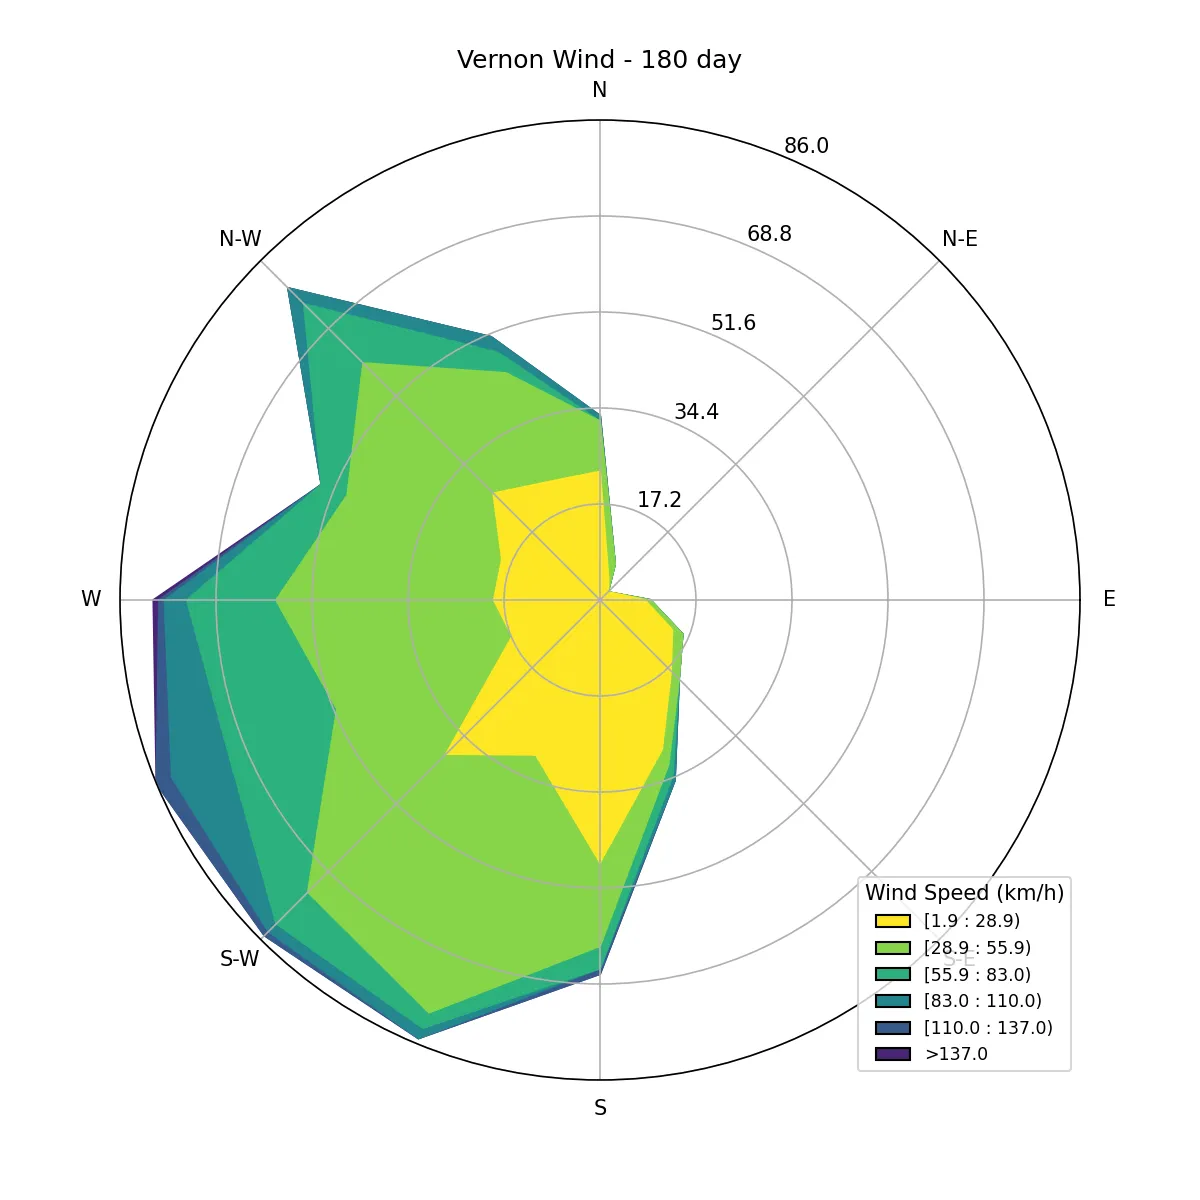 Vernon Wind - 180 day
N
86.0
68.8
N-W
N-E
51.6
34.4
17.2
W
E
S-W
S-E
S
Wind Speed (km/h)
[1.9 : 28.9)
[28.9 : 55.9)
[55.9 : 83.0)
[83.0 : 110.0)
[110.0 : 137.0)
>137.0